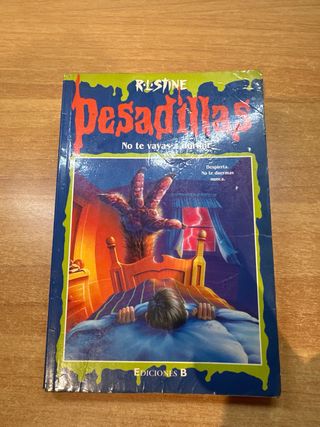 R.L.STINE
Pesadillas
No te vayas a dormir
Despierta.
No te duermas
nunca.
EDICIONES B